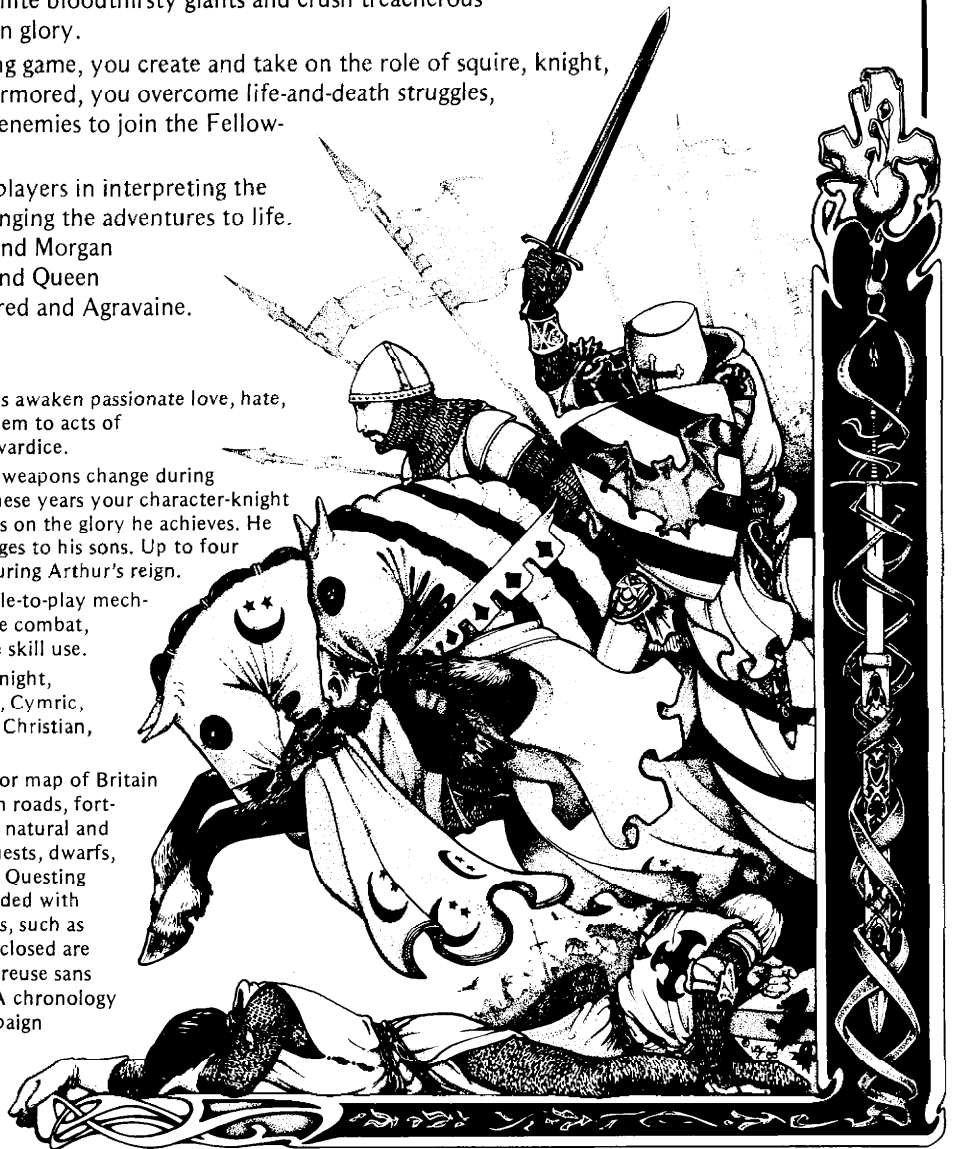 bloodthirsty giants and crush treacherous
n glory.
ng game, you create and take on the role of squire, knight,
rmored, you overcome life-and-death struggles,
enemies to join the Fellow-
players in interpreting the
nging the adventures to life.
nd Morgan
nd Queen
red and Agravaine.
s awaken passionate love, hate,
em to acts of
vardice.
weapons change during
hese years your character-knight
s on the glory he achieves. He
ges to his sons. Up to four
uring Arthur's reign.
le-to-play mech-
e combat,
e skill use.
night,
, Cymric,
Christian,
or map of Britain
n roads, fort-
natural and
uests, dwarfs,
Questing
ded with
s, such as
closed are
reuse sans
A chronology
paign